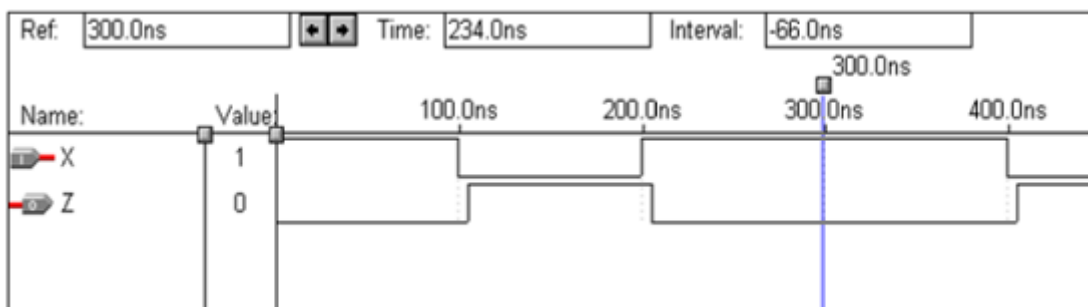 Ref: 300.0ns Time: 234.0ns Interval: -66.0ns
300.0ns
Name: Value: 100.0ns 200.0ns 300.0ns 400.0ns
X 1
Z 0